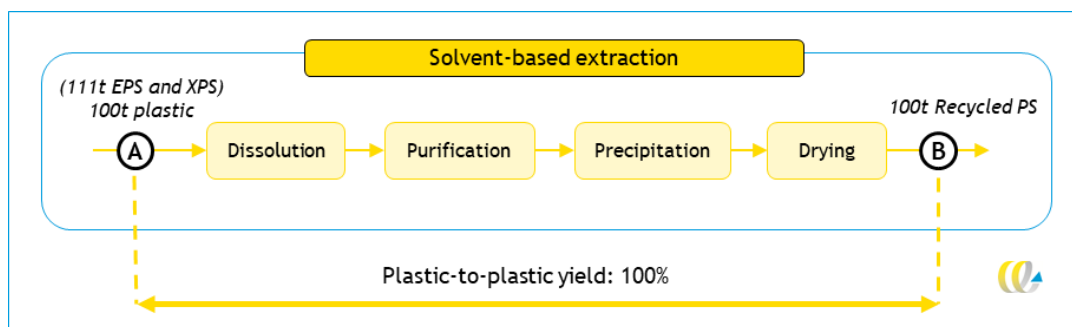 Solvent-based extraction
(111t EPS and XPS)
100t plastic
100t Recycled PS
A
Dissolution
Purification
Precipitation
Drying
B
Plastic-to-plastic yield: 100%